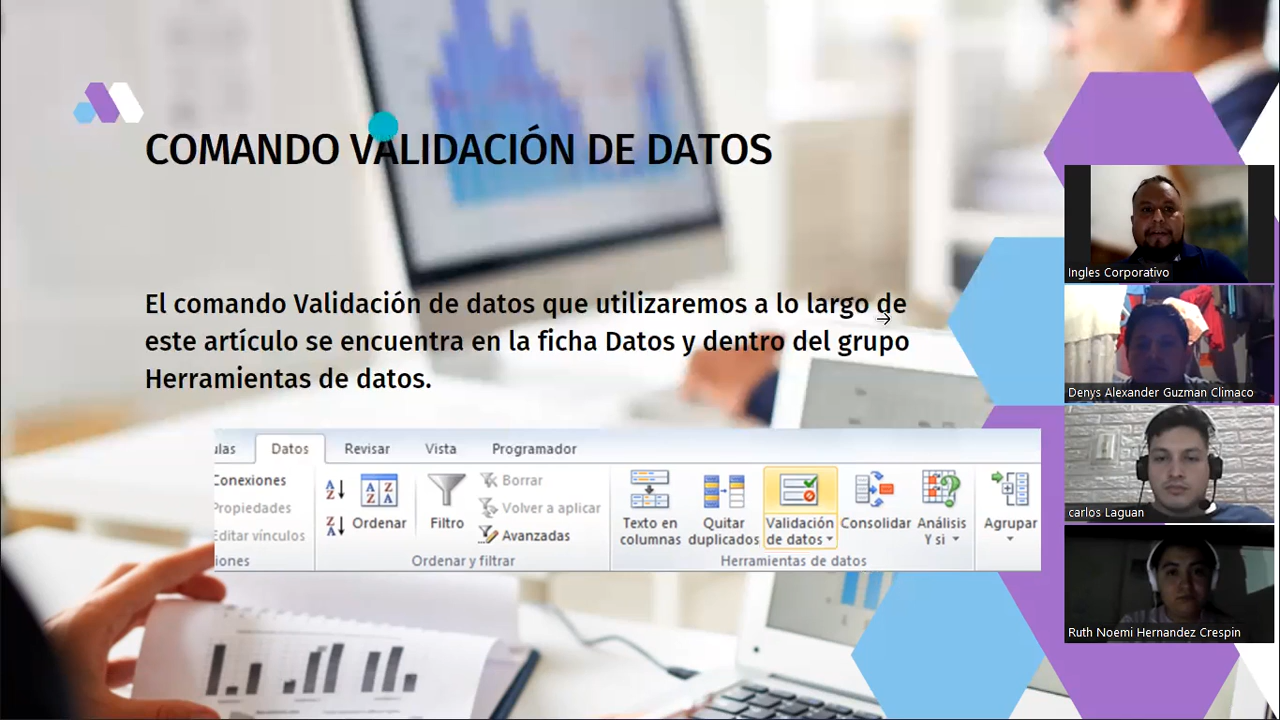 COMANDO VALIDACIÓN DE DATOS
El comando Validación de datos que utilizaremos a lo largo de
este artículo se encuentra en la ficha Datos y dentro del grupo
Herramientas de datos.
ulas Datos Revisar Vista Programador
Conexiones
Propiedades
Editar vínculos
iones
Ordenar
Filtro
Borrar
Volver a aplicar
Avanzadas
Ordenar y filtrar
Texto en
columnas
Quitar
duplicados
Validación
de datos
Consolidar
Análisis
Y si
Herramientas de datos
Agrupar
Ingles Corporativo
Denys Alexander Guzman Climaco
carlos Laguan
Ruth Noemi Hernandez Crespin